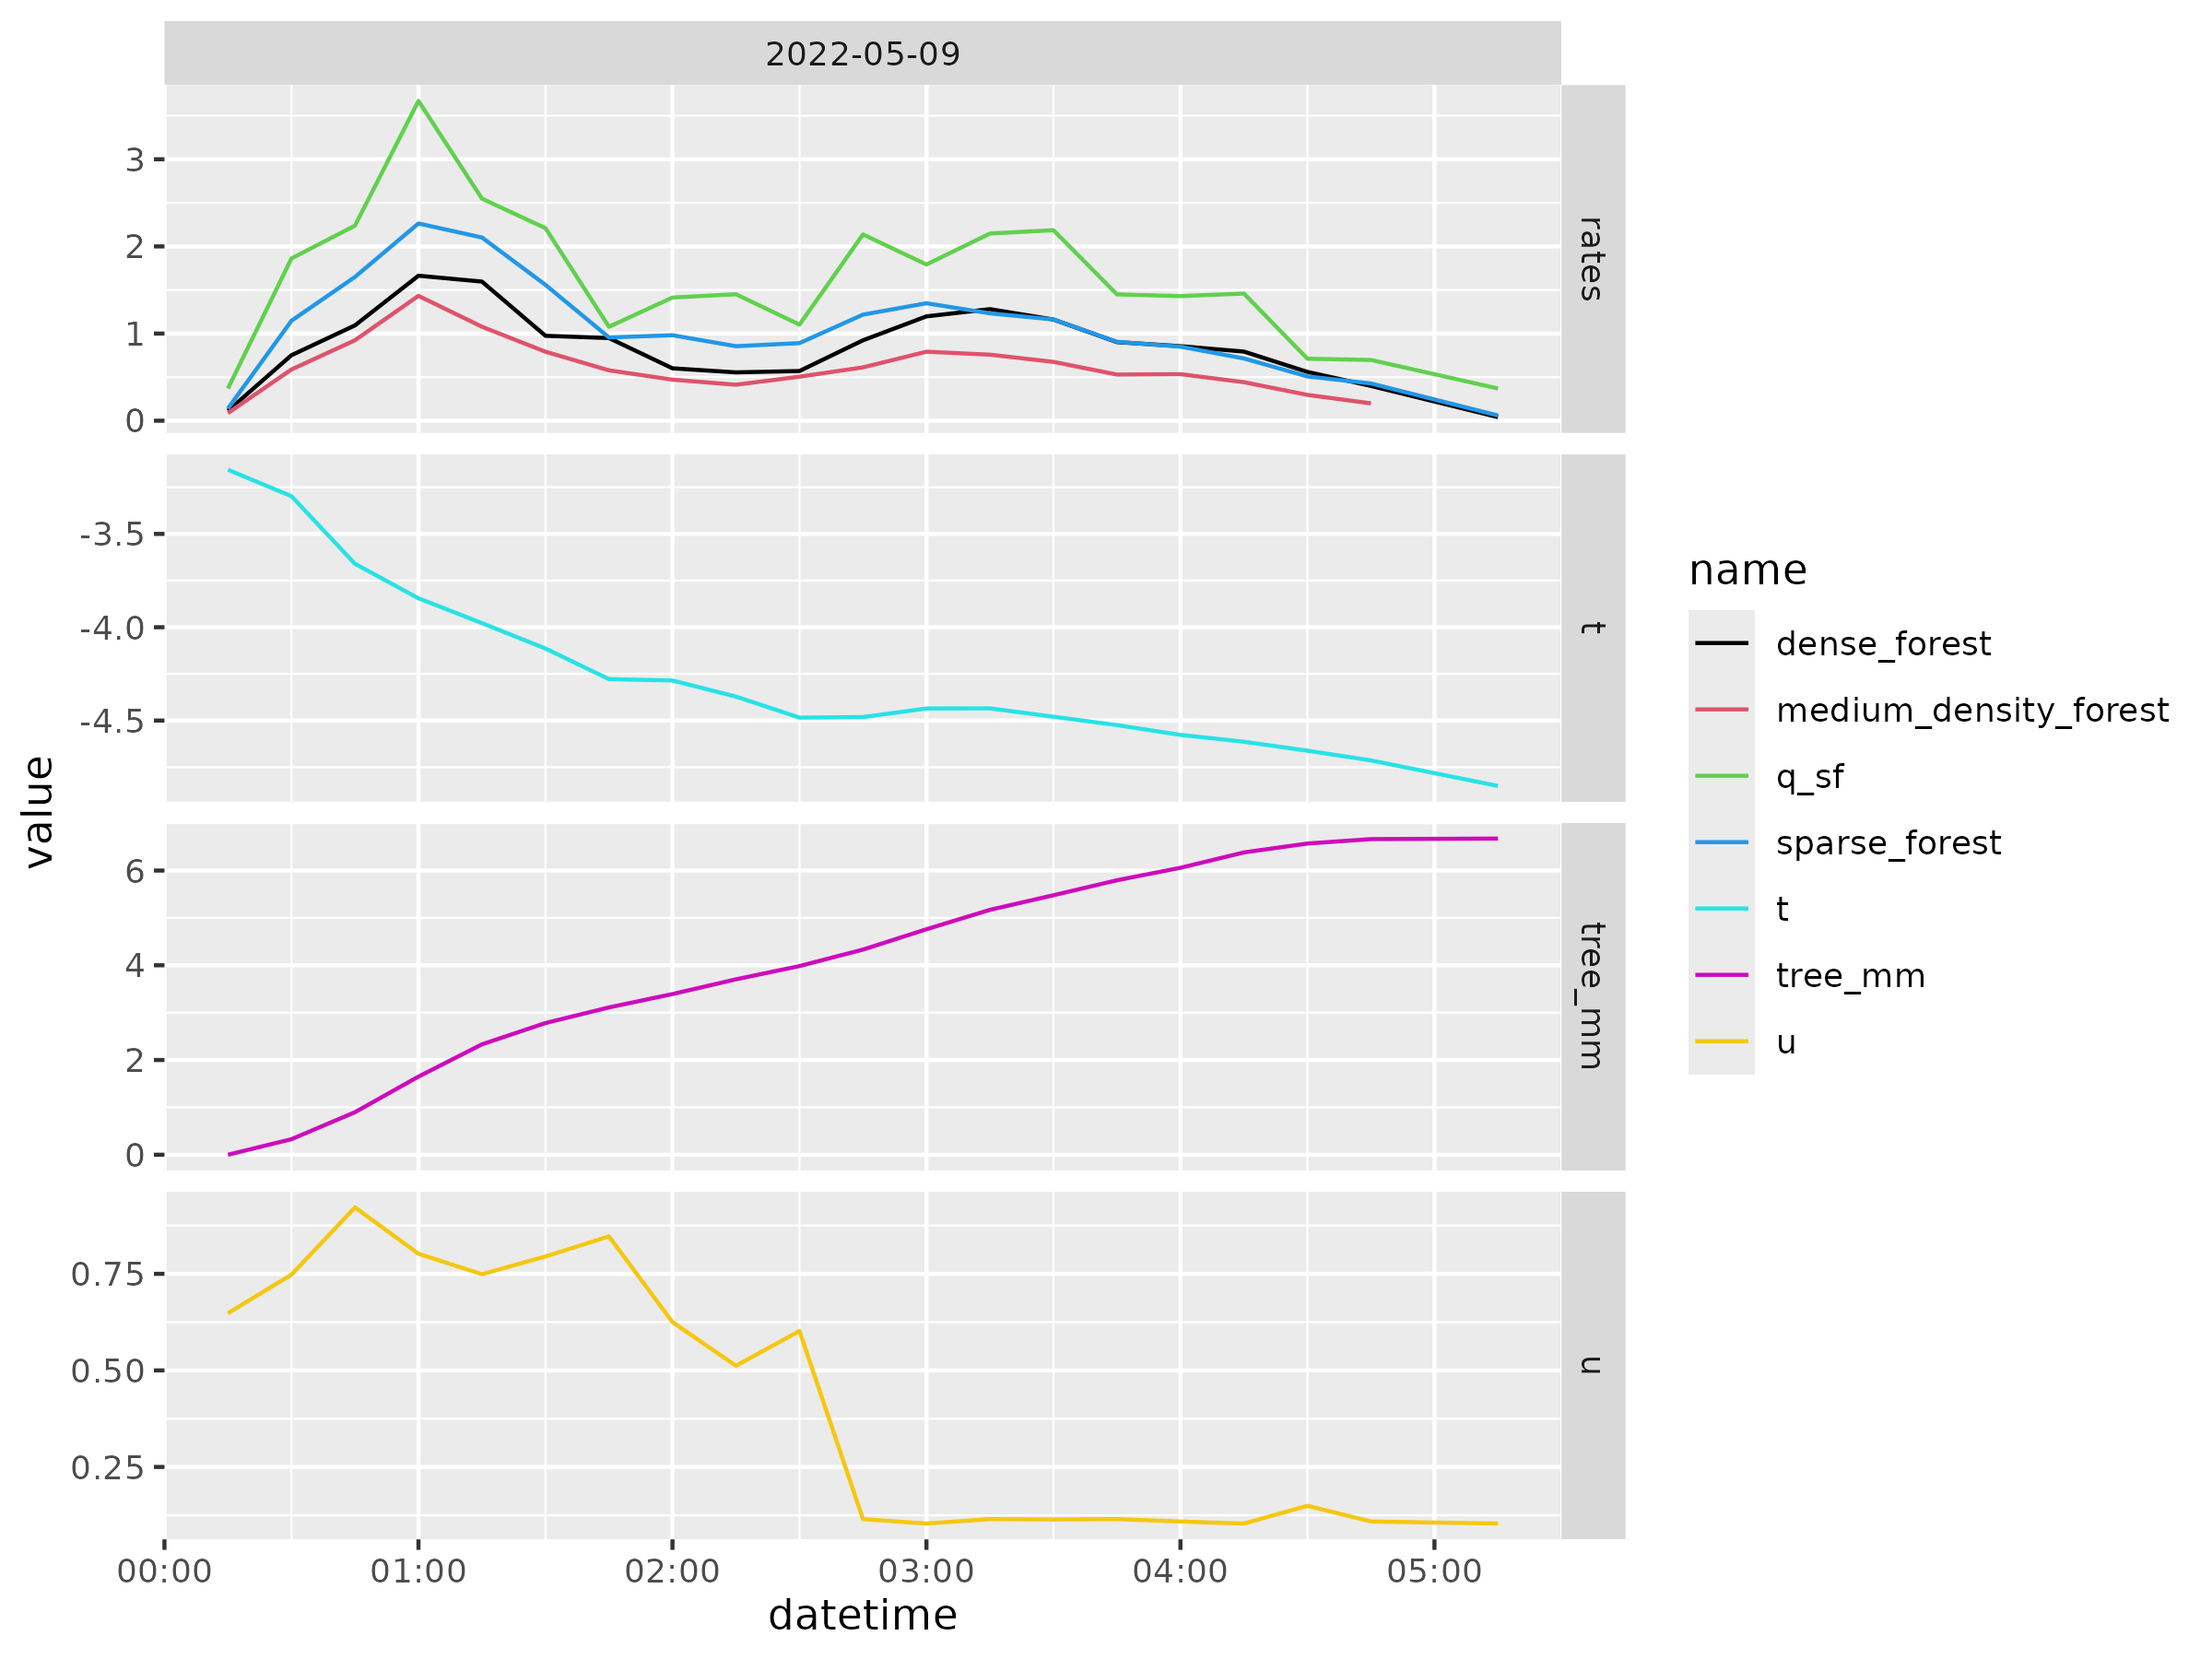 2022-05-09
3
2
1
0
rates
-3.5
-4.0
-4.5
t
6
4
2
0
tree_mm
0.75
0.50
0.25
u
00:00 01:00 02:00 03:00 04:00 05:00
datetime
value
name
dense_forest
medium_density_forest
q_sf
sparse_forest
t
tree_mm
u